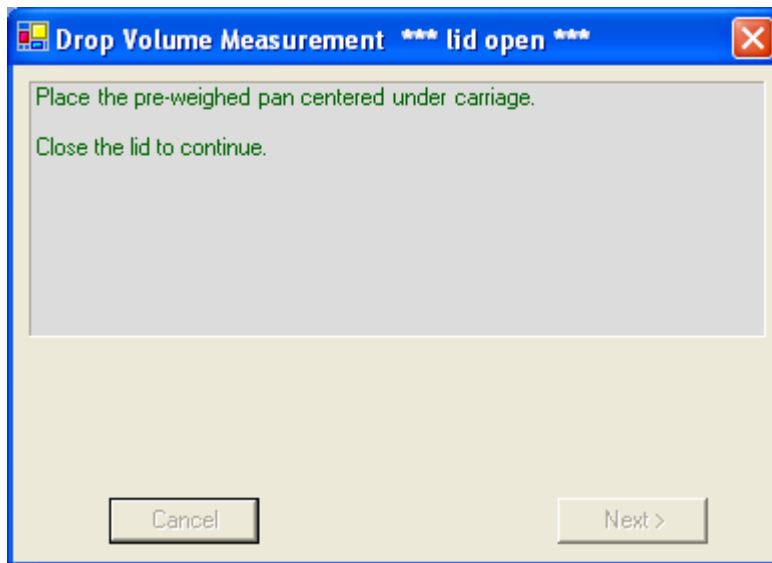 Drop Volume Measurement *** lid open ***
Place the pre-weighed pan centered under carriage.
Close the lid to continue.
Cancel
Next >